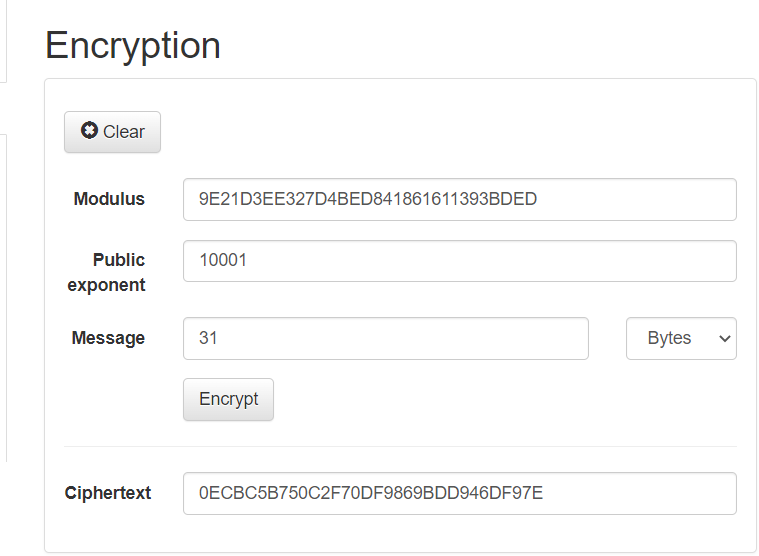 Encryption
Clear
Modulus 9E21D3EE327D4BED841861611393BDED
Public exponent 10001
Message 31 Bytes
Encrypt
Ciphertext 0ECBC5B750C2F70DF9869BDD946DF97E